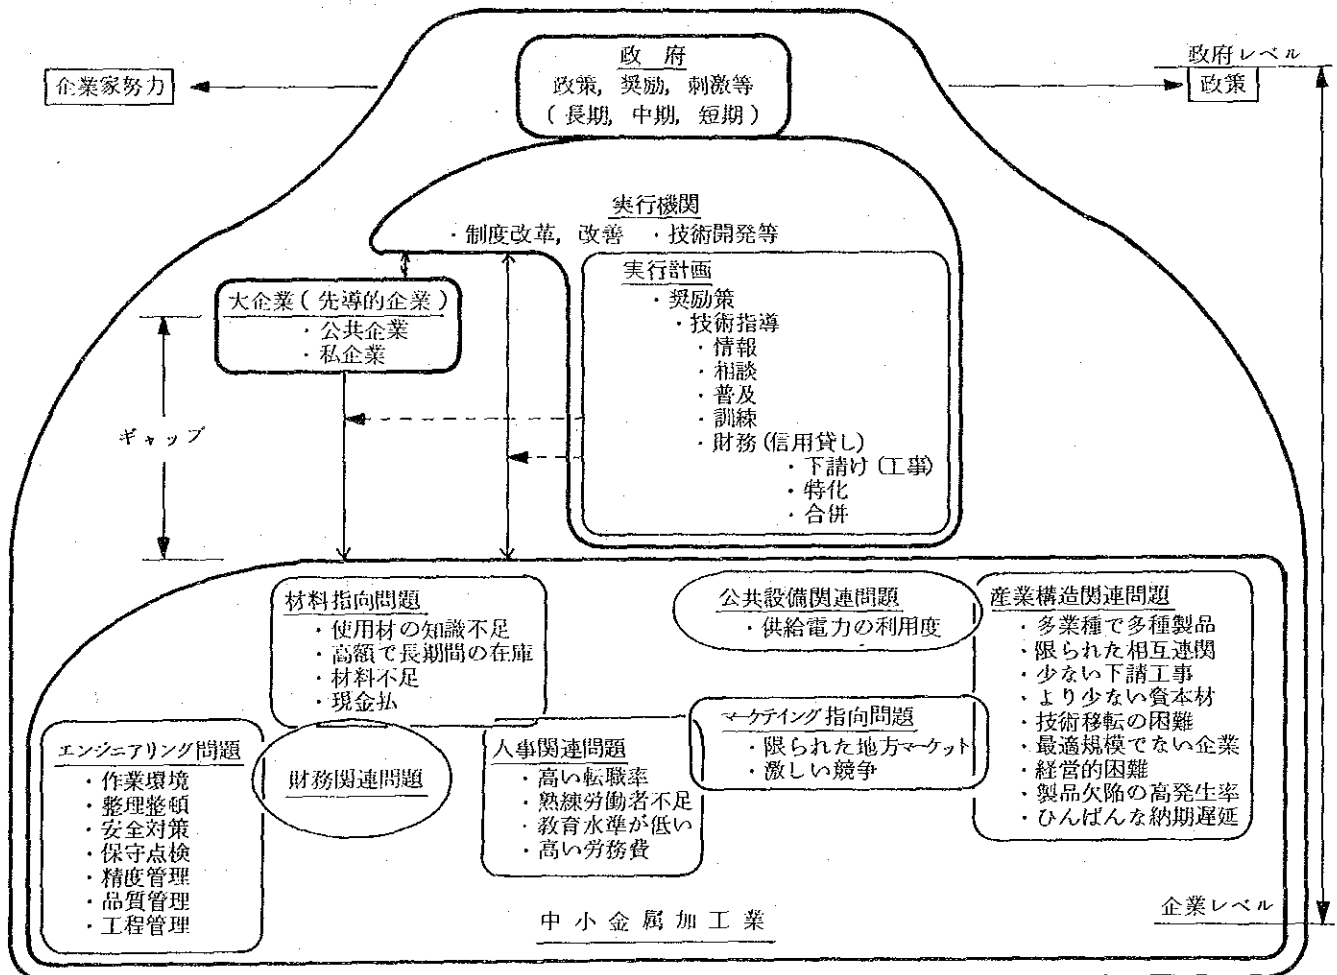 政府
政策, 奨励, 刺激等
(長期, 中期, 短期)
企業家努力
政府レベル
政策
実行機関
・制度改革, 改善 ・技術開発等
実行計画
・奨励策
・技術指導
・情報
・相談
・普及
・訓練
・財務 (信用貸し)
・下請け (工事)
・特化
・合併
大企業 (先導的企業)
・公共企業
・私企業
ギャップ
材料指向問題
・使用材の知識不足
・高額で長期間の在庫
・材料不足
・現金払
公共設備関連問題
・供給電力の利用度
産業構造関連問題
・多業種で多種製品
・限られた相互連関
・少ない下請工事
・より少ない資本材
・技術移転の困難
・最適規模でない企業
・経営的困難
・製品欠陥の高発生率
・ひんぱんな納期遅延
エンジニアリング問題
・作業環境
・整理整頓
・安全対策
・保守点検
・精度管理
・品質管理
・工程管理
財務関連問題
人事関連問題
・高い転職率
・熟練労働者不足
・教育水準が低い
・高い労務費
マーケテイング指向問題
・限られた地方マーケット
・激しい競争
中小金属加工業
企業レベル